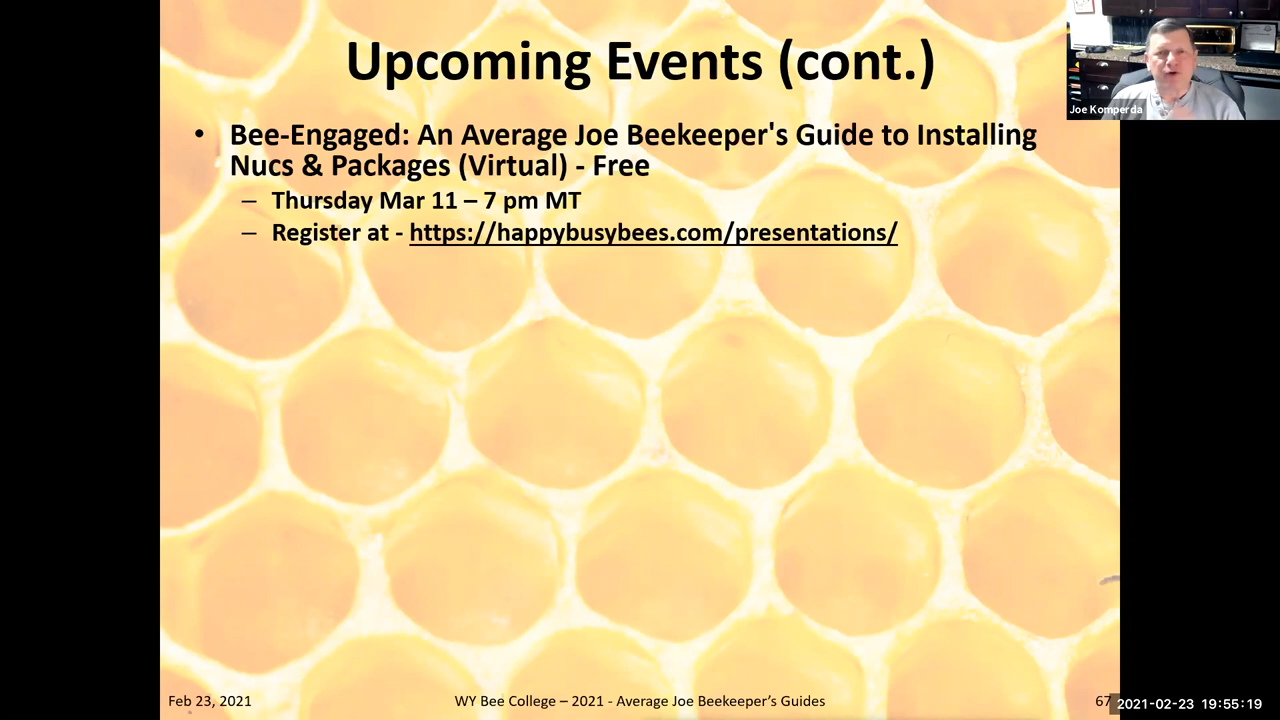 Upcoming Events (cont.)
Joe Komperda
• Bee-Engaged: An Average Joe Beekeeper's Guide to Installing
Nucs & Packages (Virtual) - Free
– Thursday Mar 11 – 7 pm MT
– Register at - https://happybusybees.com/presentations/
Feb 23, 2021
WY Bee College – 2021 - Average Joe Beekeeper’s Guides
67
2021-02-23 19:55:19